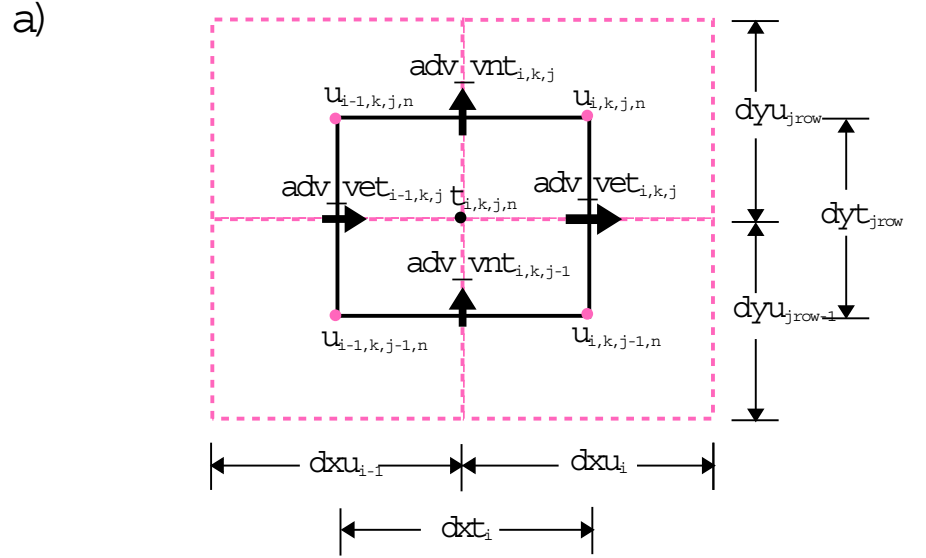 a)
adv_vnt_{i,k,j}
u_{i-1,k,j,n}
u_{i,k,j,n}
dyu_{jrow}
adv_vet_{i-1,k,j}
t_{i,k,j,n}
adv_vet_{i,k,j}
dyt_{jrow}
adv_vnt_{i,k,j-1}
dyu_{jrow-1}
u_{i-1,k,j-1,n}
u_{i,k,j-1,n}
dxu_{i-1}
dxu_{i}
dxt_{i}